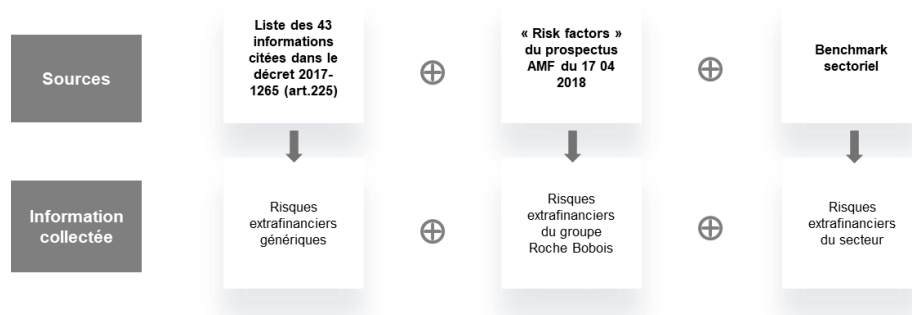 Sources
Liste des 43
informations
citées dans le
décret 2017-
1265 (art.225)
⊕
« Risk factors »
du prospectus
AMF du 17 04
2018
⊕
Benchmark
sectoriel
Information
collectée
Risques
extrafinanciers
génériques
⊕
Risques
extrafinanciers
du groupe
Roche Bobois
⊕
Risques
extrafinanciers
du secteur